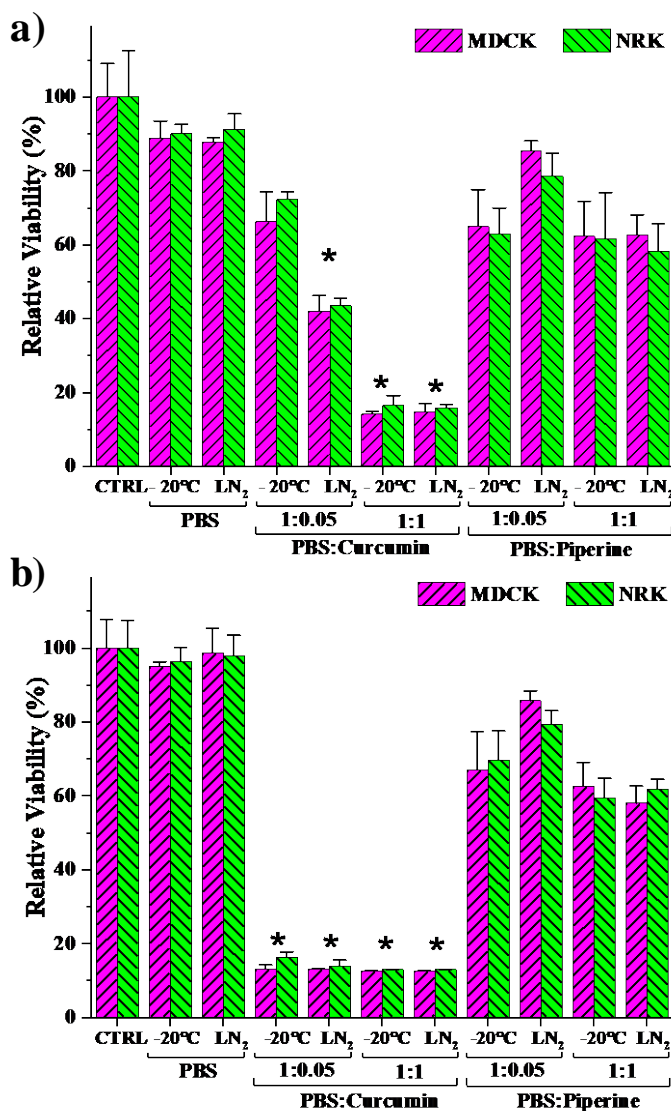 a)
MDCK NRK
Relative Viability (%)
100
80
60
40
20
0
*
* *
CTRL −20°C LN2 −20°C LN2 −20°C LN2 −20°C LN2 −20°C LN2
PBS 1:0.05 1:1 1:0.05 1:1
PBS:Curcumin PBS:Piperine
b)
MDCK NRK
Relative Viability (%)
100
80
60
40
20
0
* * * *
CTRL −20°C LN2 −20°C LN2 −20°C LN2 −20°C LN2 −20°C LN2
PBS 1:0.05 1:1 1:0.05 1:1
PBS:Curcumin PBS:Piperine